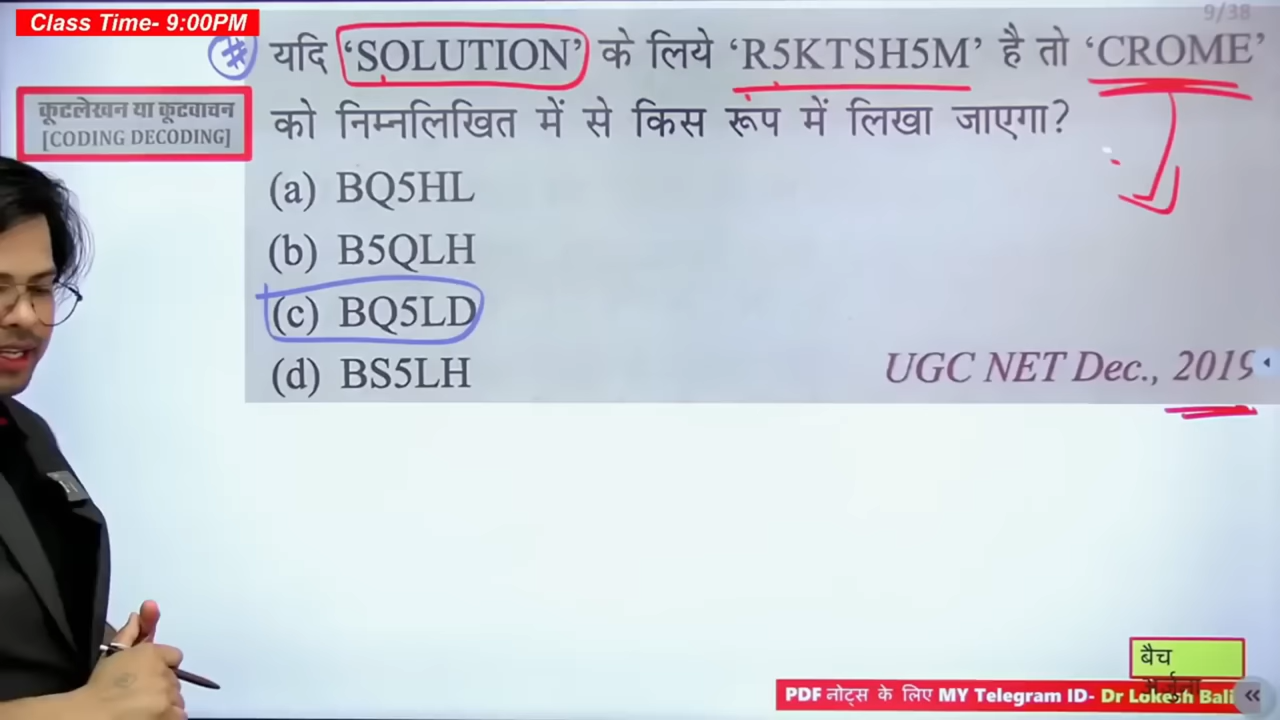 Class Time- 9:00PM
9/38
# यदि ‘SOLUTION’ के लिये ‘R5KTSH5M’ है तो ‘CROME’
को निम्नलिखित में से किस रूप में लिखा जाएगा?
कूटलेखन या कूटवाचन
[CODING DECODING]
(a) BQ5HL
(b) B5QLH
(c) BQ5LD
(d) BS5LH
UGC NET Dec., 2019
बैच
PDF नोट्स के लिए MY Telegram ID- Dr Lokesh Bali